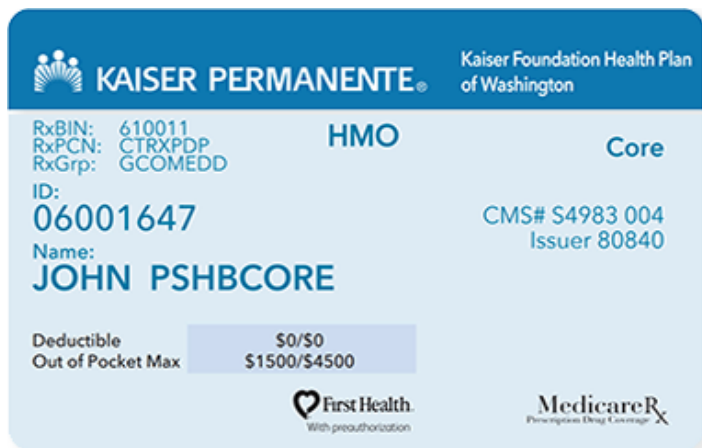 KAISER PERMANENTE®
Kaiser Foundation Health Plan
of Washington
RxBIN: 610011
RxPCN: CTRXPDP
RxGrp: GCOMEDD
HMO
Core
ID:
06001647
CMS# S4983 004
Issuer 80840
Name:
JOHN PSHBCORE
Deductible $0/$0
Out of Pocket Max $1500/$4500
First Health.
With preauthorization
MedicareRx
Prescription Drug Coverage